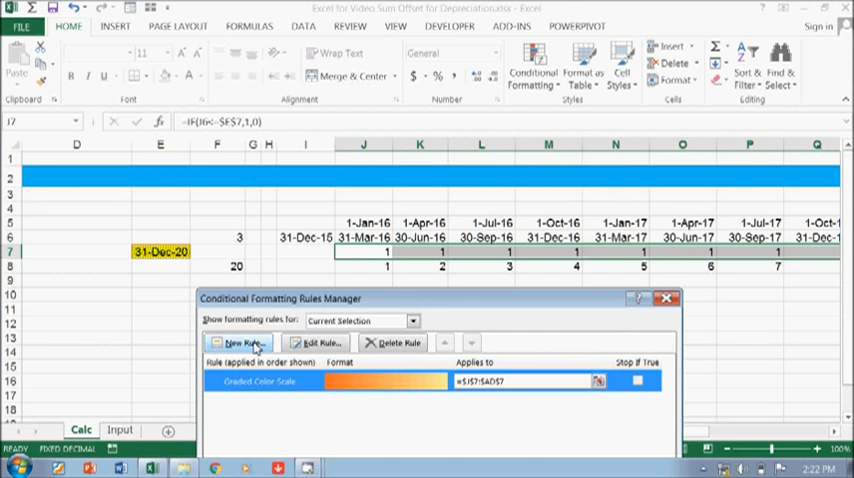 Excel for Video Sum Offset for Depreciation.xlsx - Excel
FILE HOME INSERT PAGE LAYOUT FORMULAS DATA REVIEW VIEW DEVELOPER ADD-INS POWERPIVOT Sign in
Paste
11
B I U
Wrap Text
Merge & Center
General
$ % ,
Conditional Formatting
Format as Table
Cell Styles
Insert
Delete
Format
Sort & Filter
Find & Select
Clipboard Font Alignment Number Styles Cells Editing
J7 =IF(J6<=$E$7,1,0)
D E F G H I J K L M N O P Q
1
2
3
4
5 1-Jan-16 1-Apr-16 1-Jul-16 1-Oct-16 1-Jan-17 1-Apr-17 1-Jul-17 1-Oct-1
6 3 31-Dec-15 31-Mar-16 30-Jun-16 30-Sep-16 31-Dec-16 31-Mar-17 30-Jun-17 30-Sep-17 31-Dec-1
7 31-Dec-20 1 1 1 1 1 1 1
8 20 1 2 3 4 5 6 7
9
10
11
12
13
14
15
16
17
18
Conditional Formatting Rules Manager
Show formatting rules for: Current Selection
New Rule... Edit Rule... Delete Rule
Rule (applied in order shown) Format Applies to Stop If True
Graded Color Scale =$J$7:$AD$7
Calc Input
READY FIXED DECIMAL 100%
2:22 PM